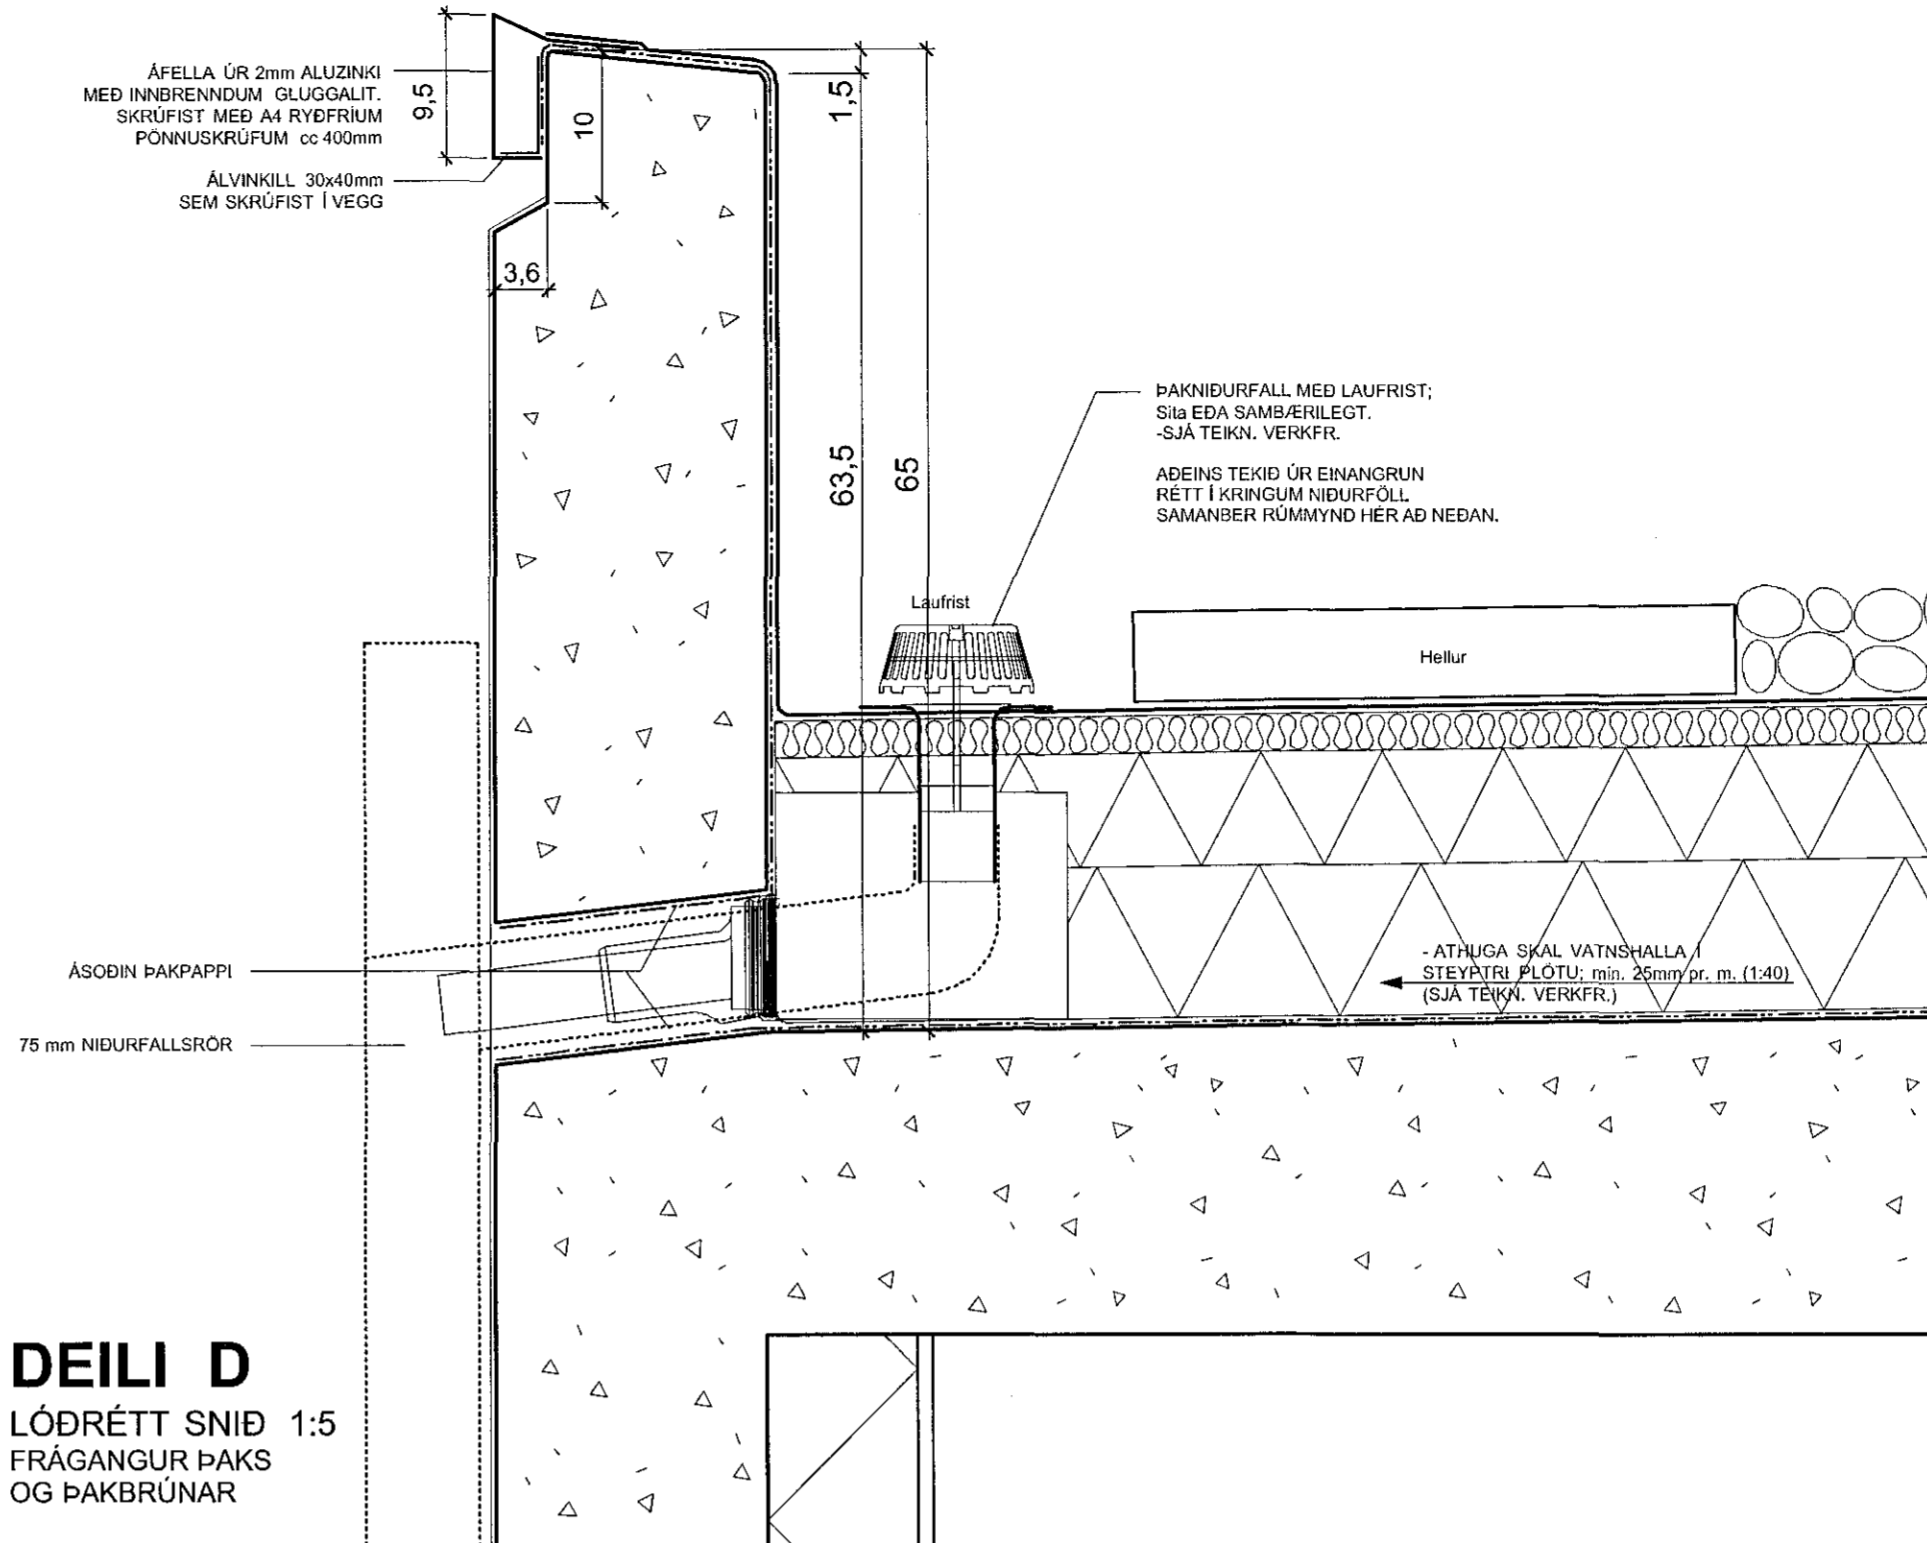 ÁFELLA ÚR 2mm ALUZINKI
MEÐ INNBRENNDUM GLUGGALIT.
SKRÚFIST MEÐ A4 RYÐFRÍUM
PÖNNUSKRÚFUM cc 400mm
ÁLVINKILL 30x40mm
SEM SKRÚFIST Í VEGG
9,5
10
3,6
1,5
63,5
65
ÞAKNIÐURFALL MEÐ LAUFRIST;
Sita EÐA SAMBÆRILEGT.
-SJÁ TEIKN. VERKFR.
AÐEINS TEKIÐ ÚR EINANGRUN
RÉTT Í KRINGUM NIÐURFÖLL
SAMANBER RÚMMYND HÉR AÐ NEÐAN.
Laufrist
Hellur
ÁSOÐIN ÞAKPAPPI
75 mm NIÐURFALLSRÖR
- ATHUGA SKAL VATNSHALLA Í
STEYPTRI PLÖTU; min. 25mm pr. m. (1:40)
(SJÁ TEIKN. VERKFR.)
DEILI D
LÓÐRÉTT SNIÐ 1:5
FRÁGANGUR ÞAKS
OG ÞAKBRÚNAR